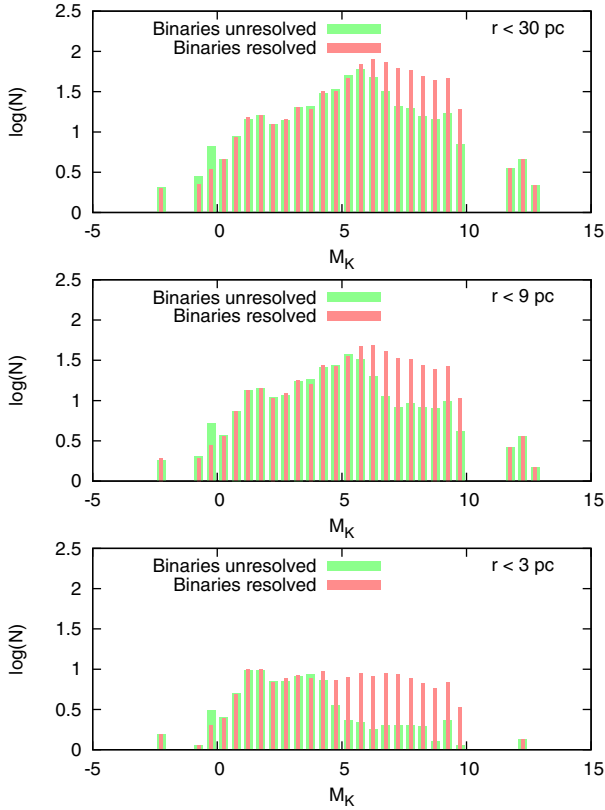 2.5
2
1.5
1
0.5
0
log(N)
Binaries unresolved
Binaries resolved
r < 30 pc
-5 0 5 10 15
M_K
2.5
2
1.5
1
0.5
0
log(N)
Binaries unresolved
Binaries resolved
r < 9 pc
-5 0 5 10 15
M_K
2.5
2
1.5
1
0.5
0
log(N)
Binaries unresolved
Binaries resolved
r < 3 pc
-5 0 5 10 15
M_K